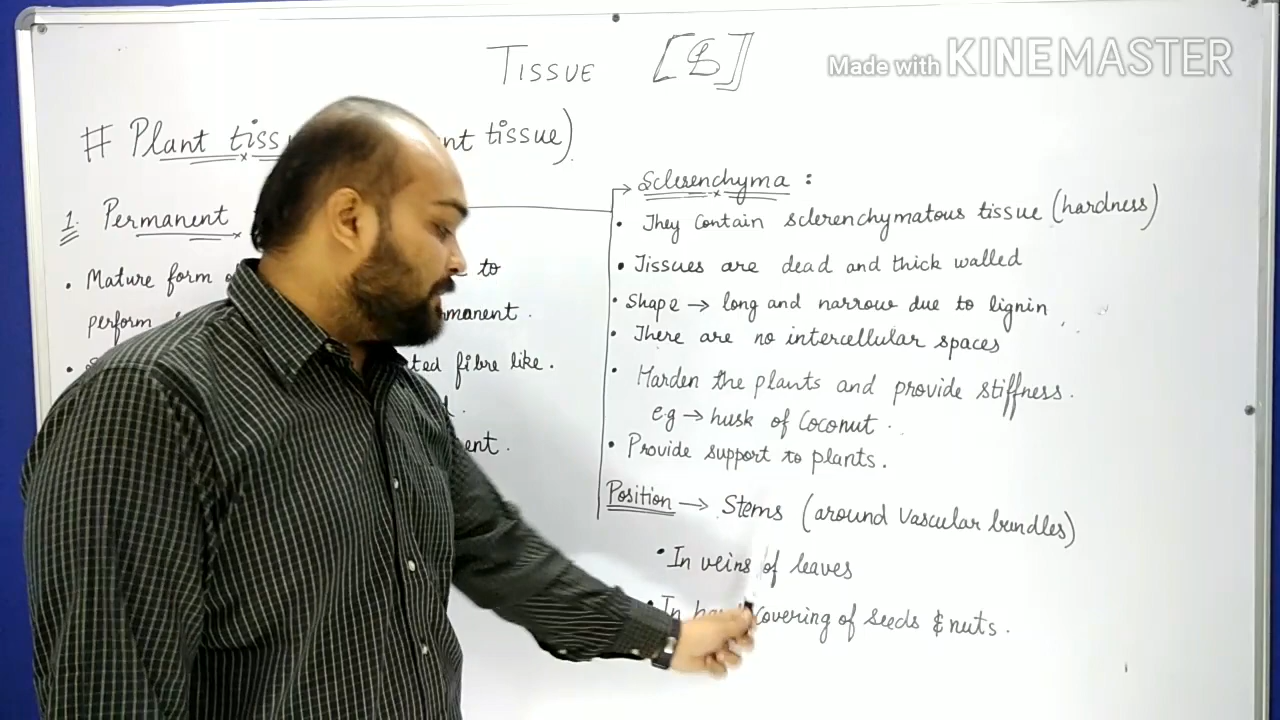 TISSUE
Made with KINEMASTER
# Plant tiss nt tissue)
Sclerenchyma :
1. Permanent
• They contain sclerenchymatous tissue (hardness)
• Mature form to
• Tissues are dead and thick walled
perform manent.
• Shape → long and narrow due to lignin
• There are no intercellular spaces
ted fibre like.
• Harden the plants and provide stiffness.
e.g → husk of Coconut.
ent.
• Provide support to plants.
Position → Stems (around vascular bundles)
• In veins of leaves
• In covering of seeds & nuts.